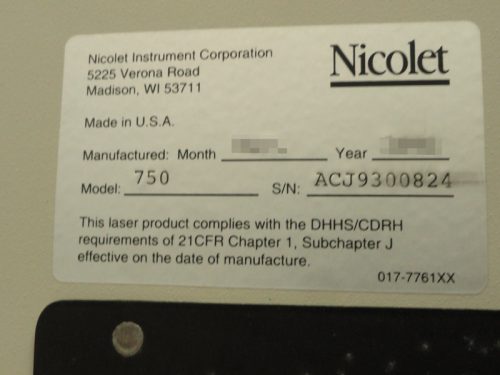 Nicolet Instrument Corporation
5225 Verona Road
Madison, WI 53711
Nicolet
Made in U.S.A.
Manufactured: Month Year
Model: 750 S/N: ACJ9300824
This laser product complies with the DHHS/CDRH
requirements of 21CFR Chapter 1, Subchapter J
effective on the date of manufacture.
017-7761XX